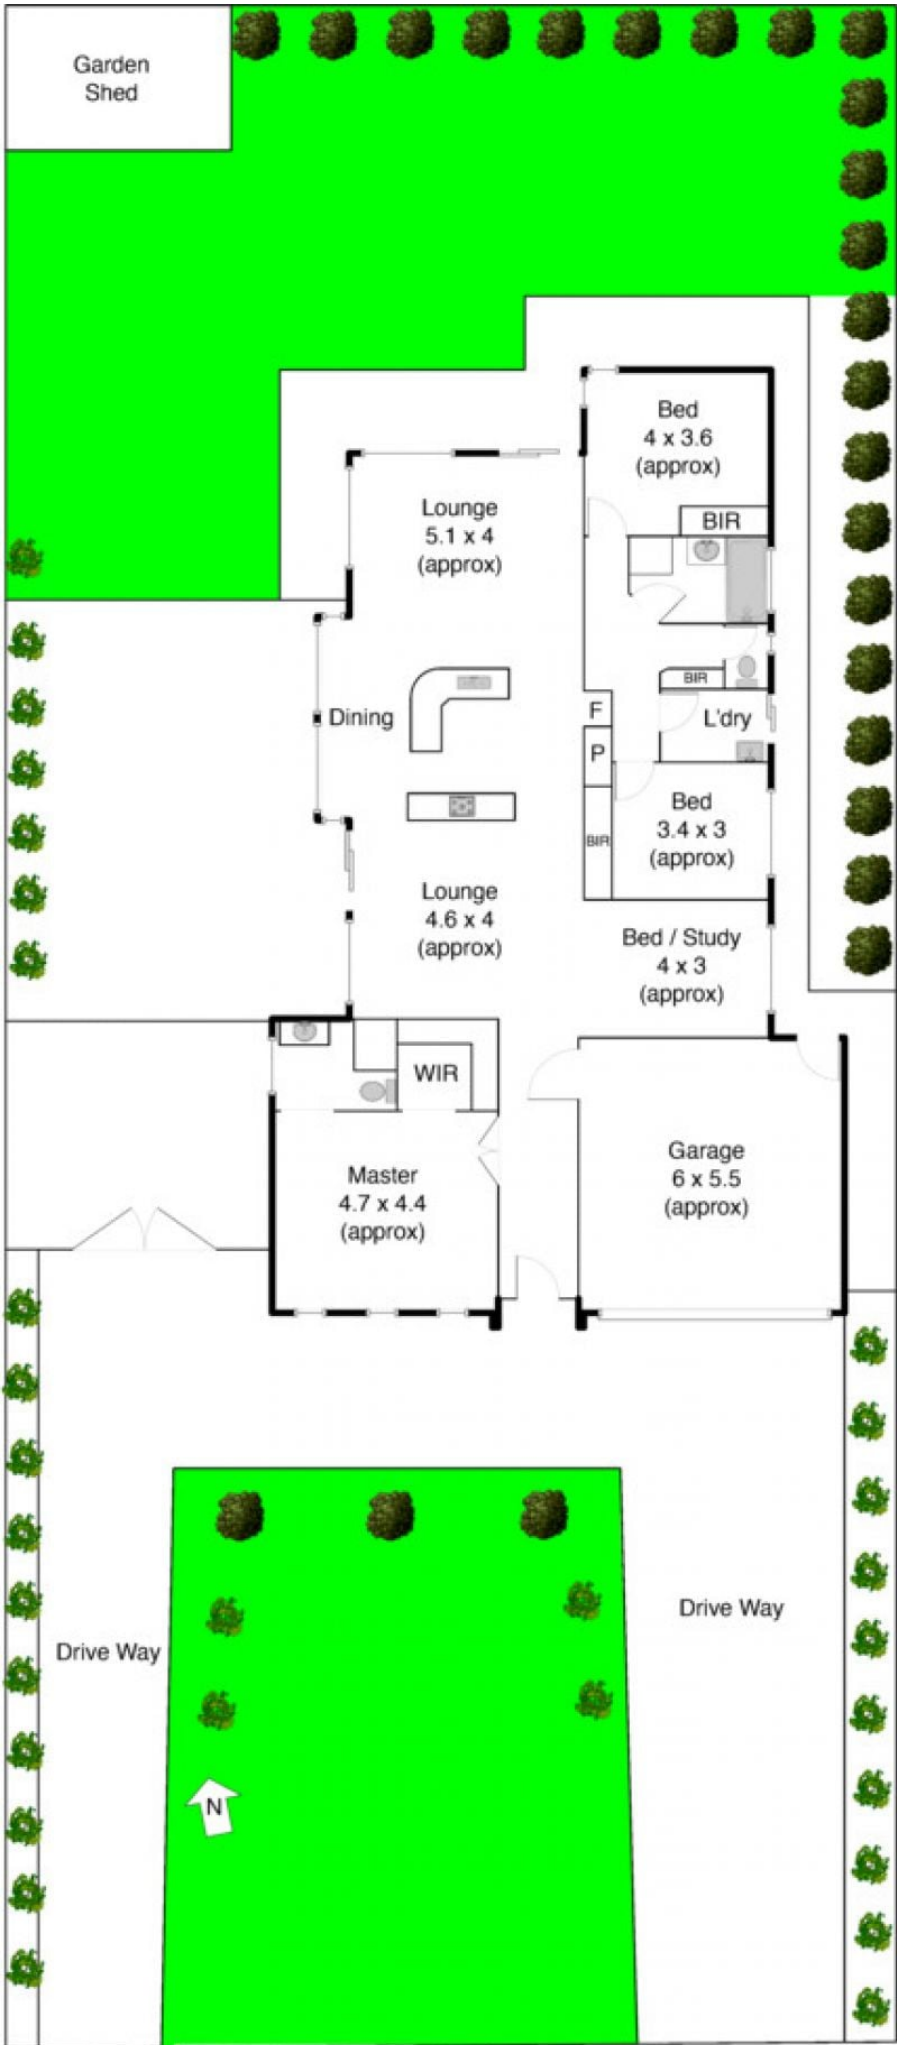 Garden
Shed
Bed
4 x 3.6
(approx)
BIR
Lounge
5.1 x 4
(approx)
BIR
F
Dining
L'dry
P
Bed
3.4 x 3
(approx)
BIR
Lounge
4.6 x 4
(approx)
Bed / Study
4 x 3
(approx)
WIR
Garage
6 x 5.5
(approx)
Master
4.7 x 4.4
(approx)
Drive Way
Drive Way
N